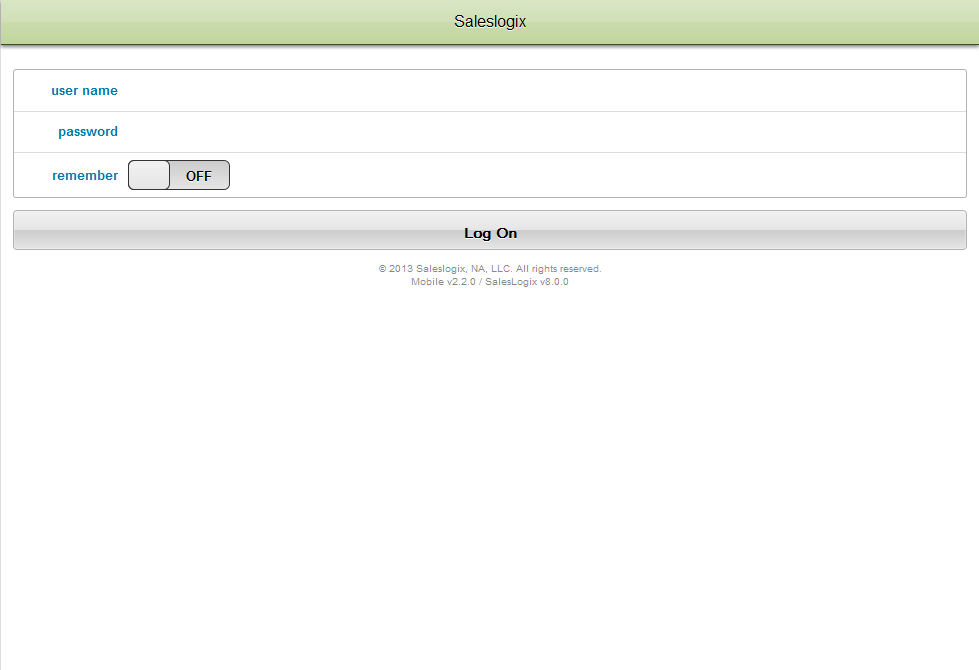 Saleslogix
user name
password
remember OFF
Log On
© 2013 Saleslogix, NA, LLC. All rights reserved.
Mobile v2.2.0 / SalesLogix v8.0.0